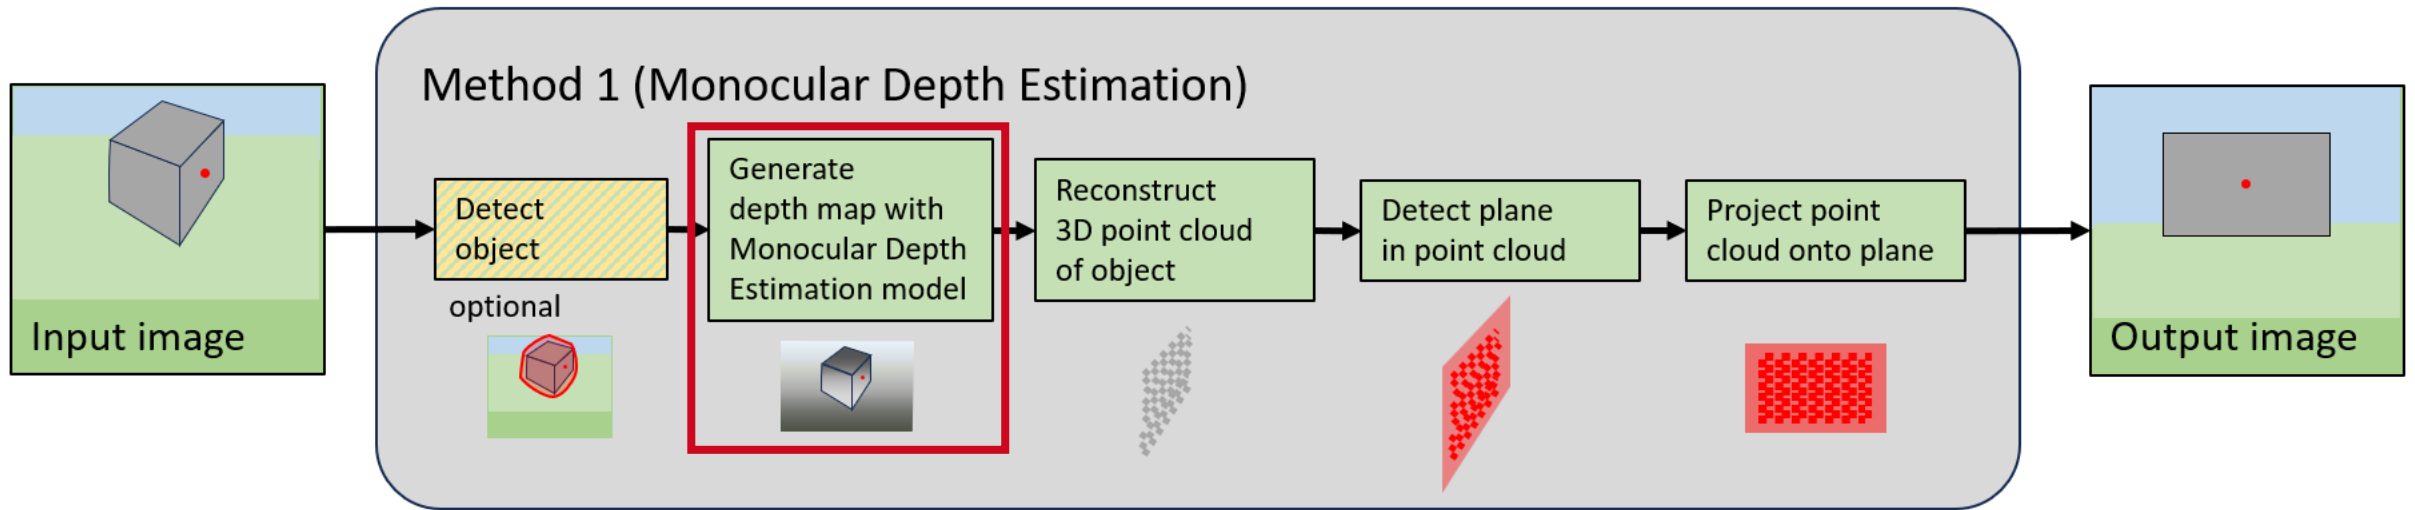 Method 1 (Monocular Depth Estimation)
Input image
Detect
object
optional
Generate
depth map with
Monocular Depth
Estimation model
Reconstruct
3D point cloud
of object
Detect plane
in point cloud
Project point
cloud onto plane
Output image